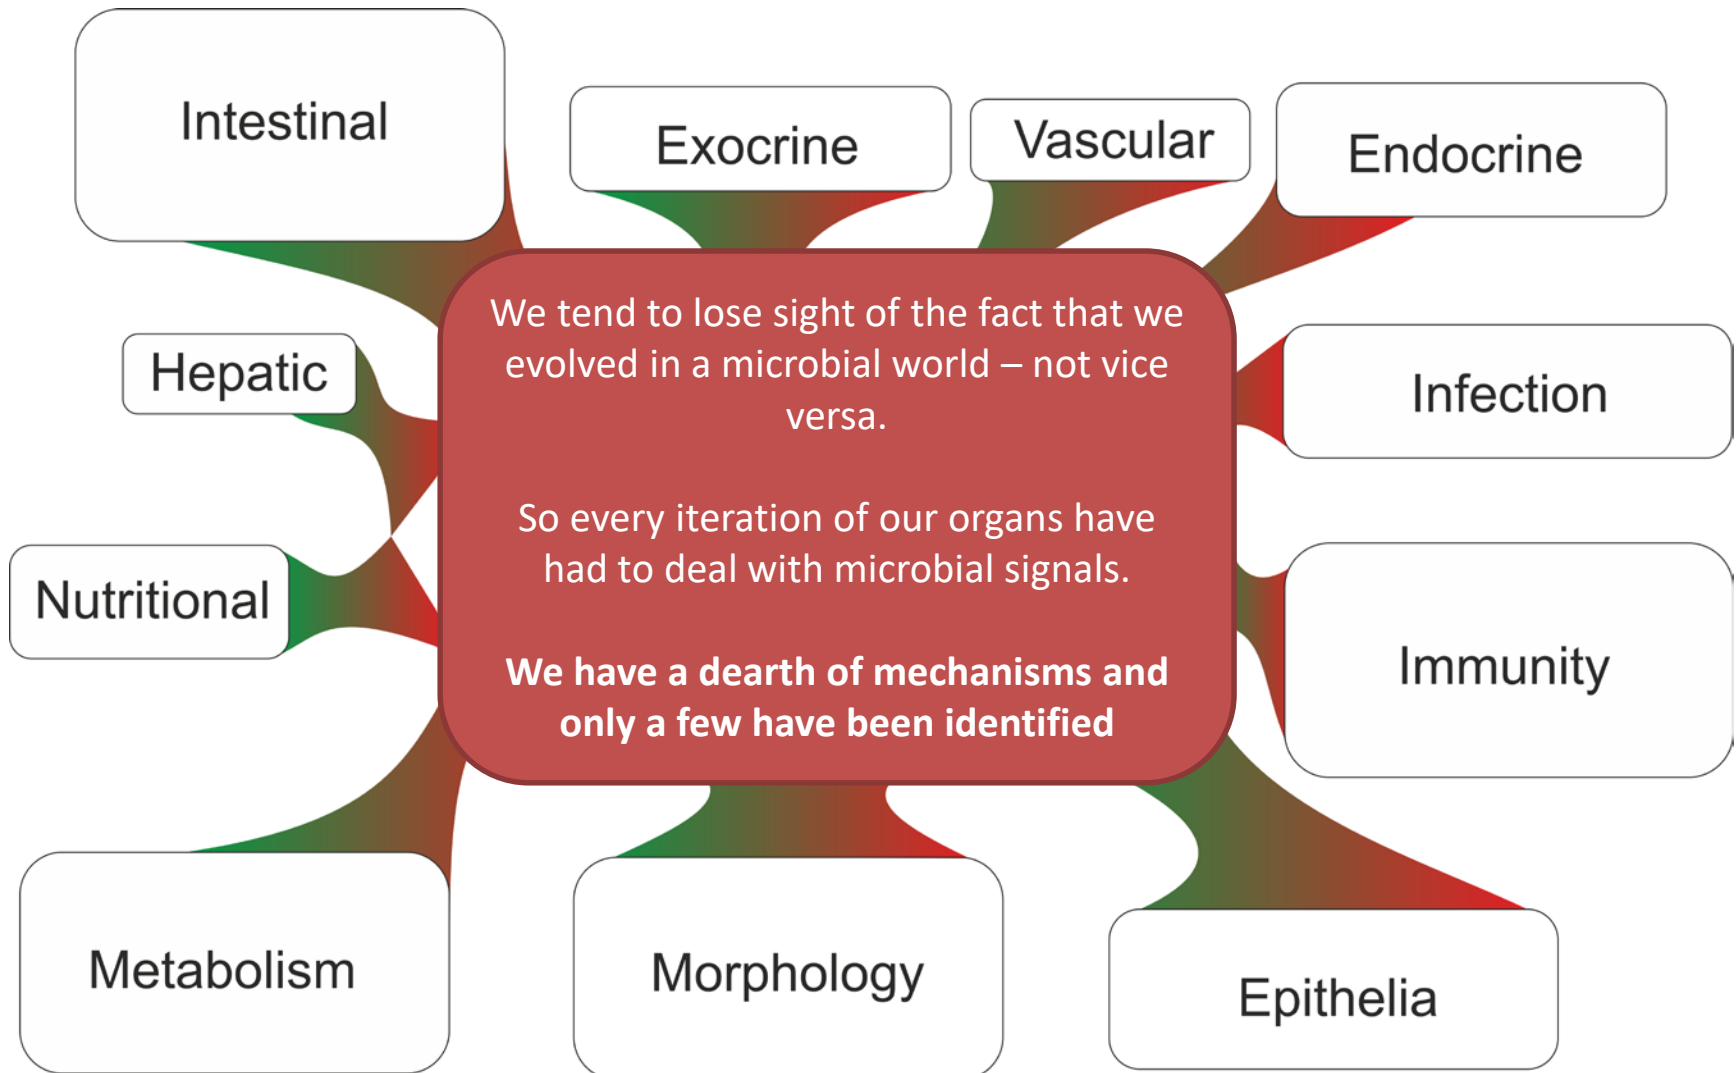 Intestinal
Exocrine
Vascular
Endocrine
We tend to lose sight of the fact that we
evolved in a microbial world – not vice
versa.
So every iteration of our organs have
had to deal with microbial signals.
We have a dearth of mechanisms and
only a few have been identified
Hepatic
Infection
Nutritional
Immunity
Metabolism
Morphology
Epithelia